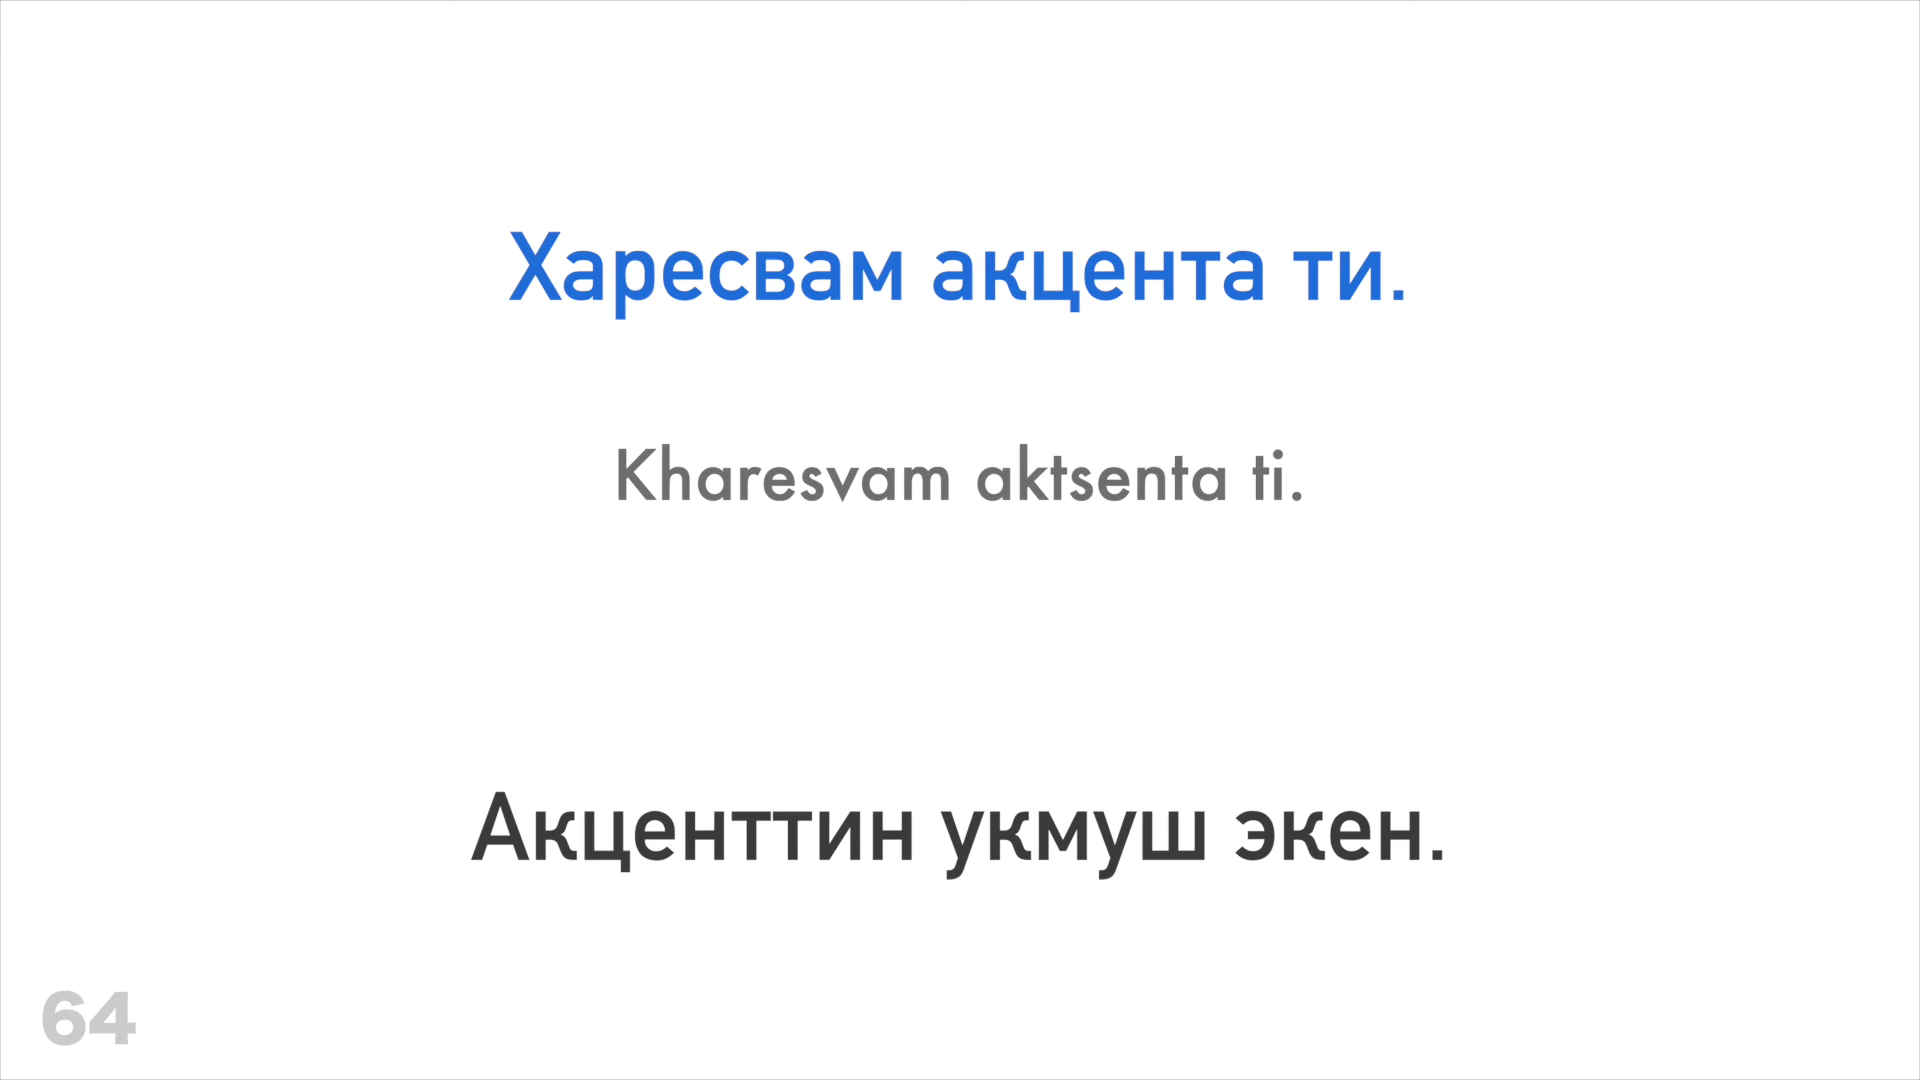 Харесвам акцента ти.
Kharesvam aktsenta ti.
Акценттин укмуш экен.
64